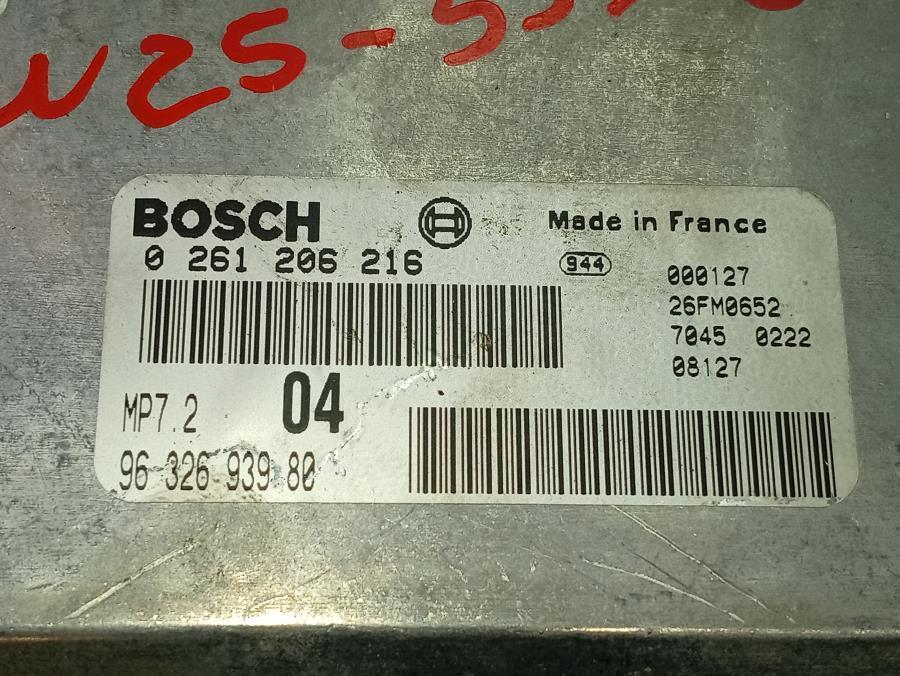 BOSCH
Made in France
0 261 206 216
944
000127
26FM0652
7045 0222
08127
MP7.2
04
96 326 939 80